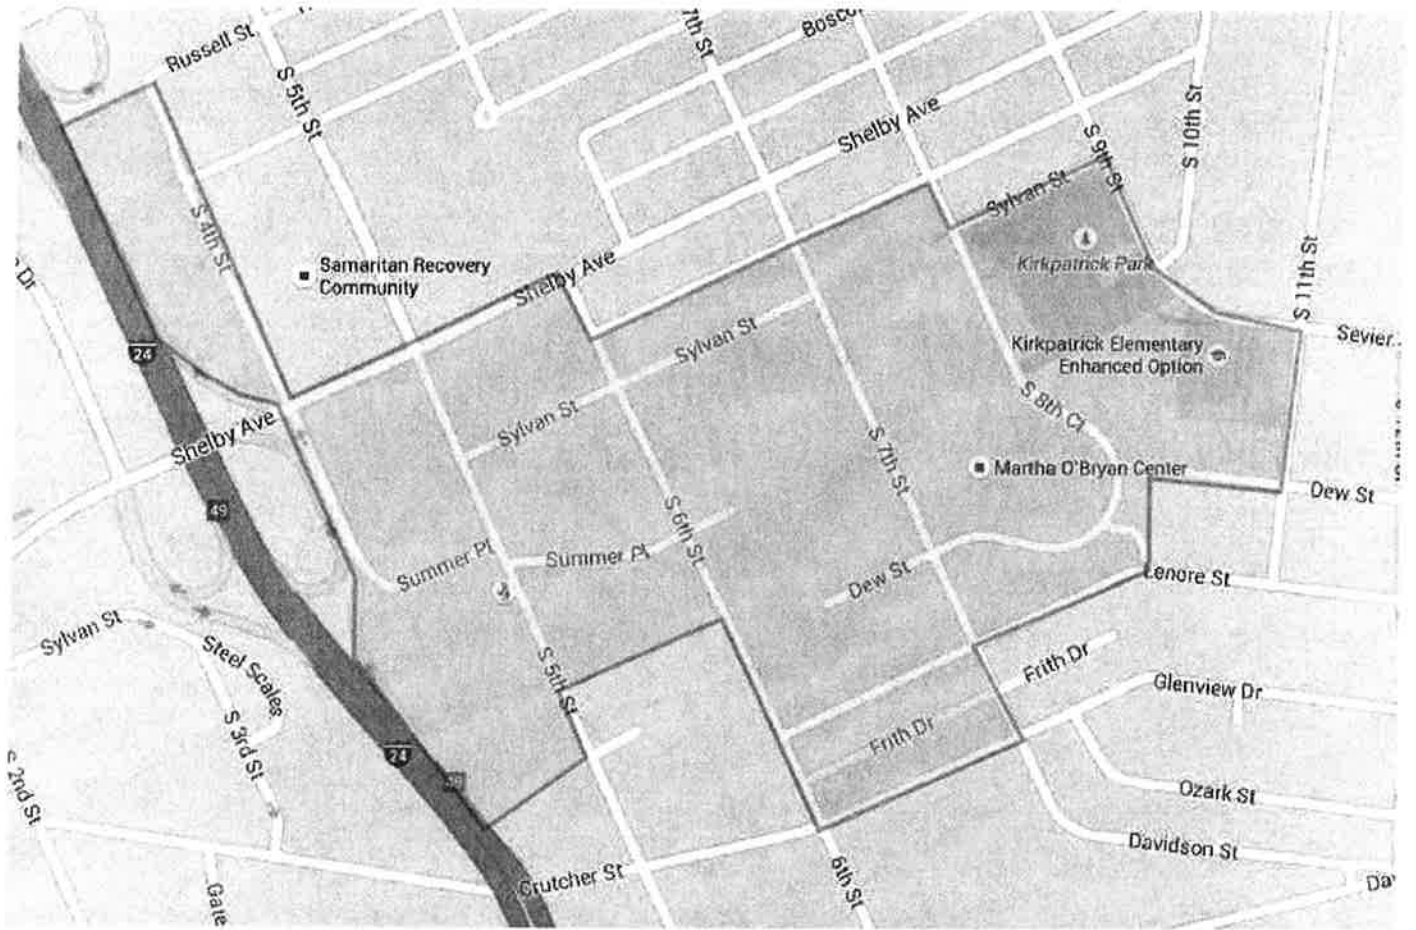 Russell St
S 5th St
7th St
Shelby Ave
S 9th St
S 10th St
Sylvan St
Kirkpatrick Park
S 4th St
Samaritan Recovery
Community
Shelby Ave
S 11th St
Sevier..
24
Sylvan St
Kirkpatrick Elementary
Enhanced Option
Sylvan St
S 8th Ct
Shelby Ave
S 7th St
Martha O'Bryan Center
Dew St
49
S 6th St
Summer Pl
Summer Pl
Dew St
Lenore St
Sylvan St
Steel Scales
S 5th St
Frith Dr
Glenview Dr
S 3rd St
Frith Dr
24
2nd St
Ozark St
Davidson St
Crutcher St
6th St
Gate
Da